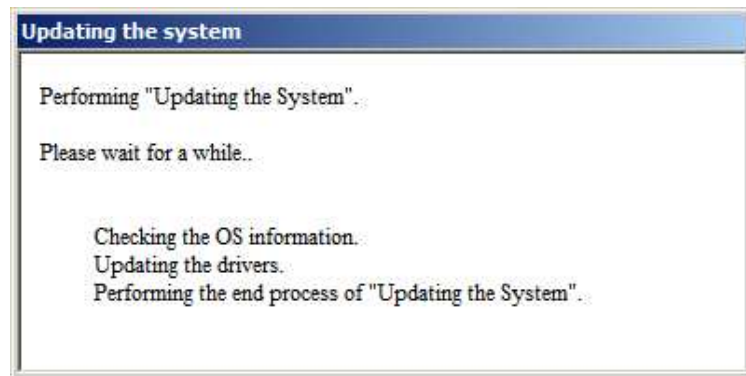 Updating the system
Performing "Updating the System".
Please wait for a while..
Checking the OS information.
Updating the drivers.
Performing the end process of "Updating the System".